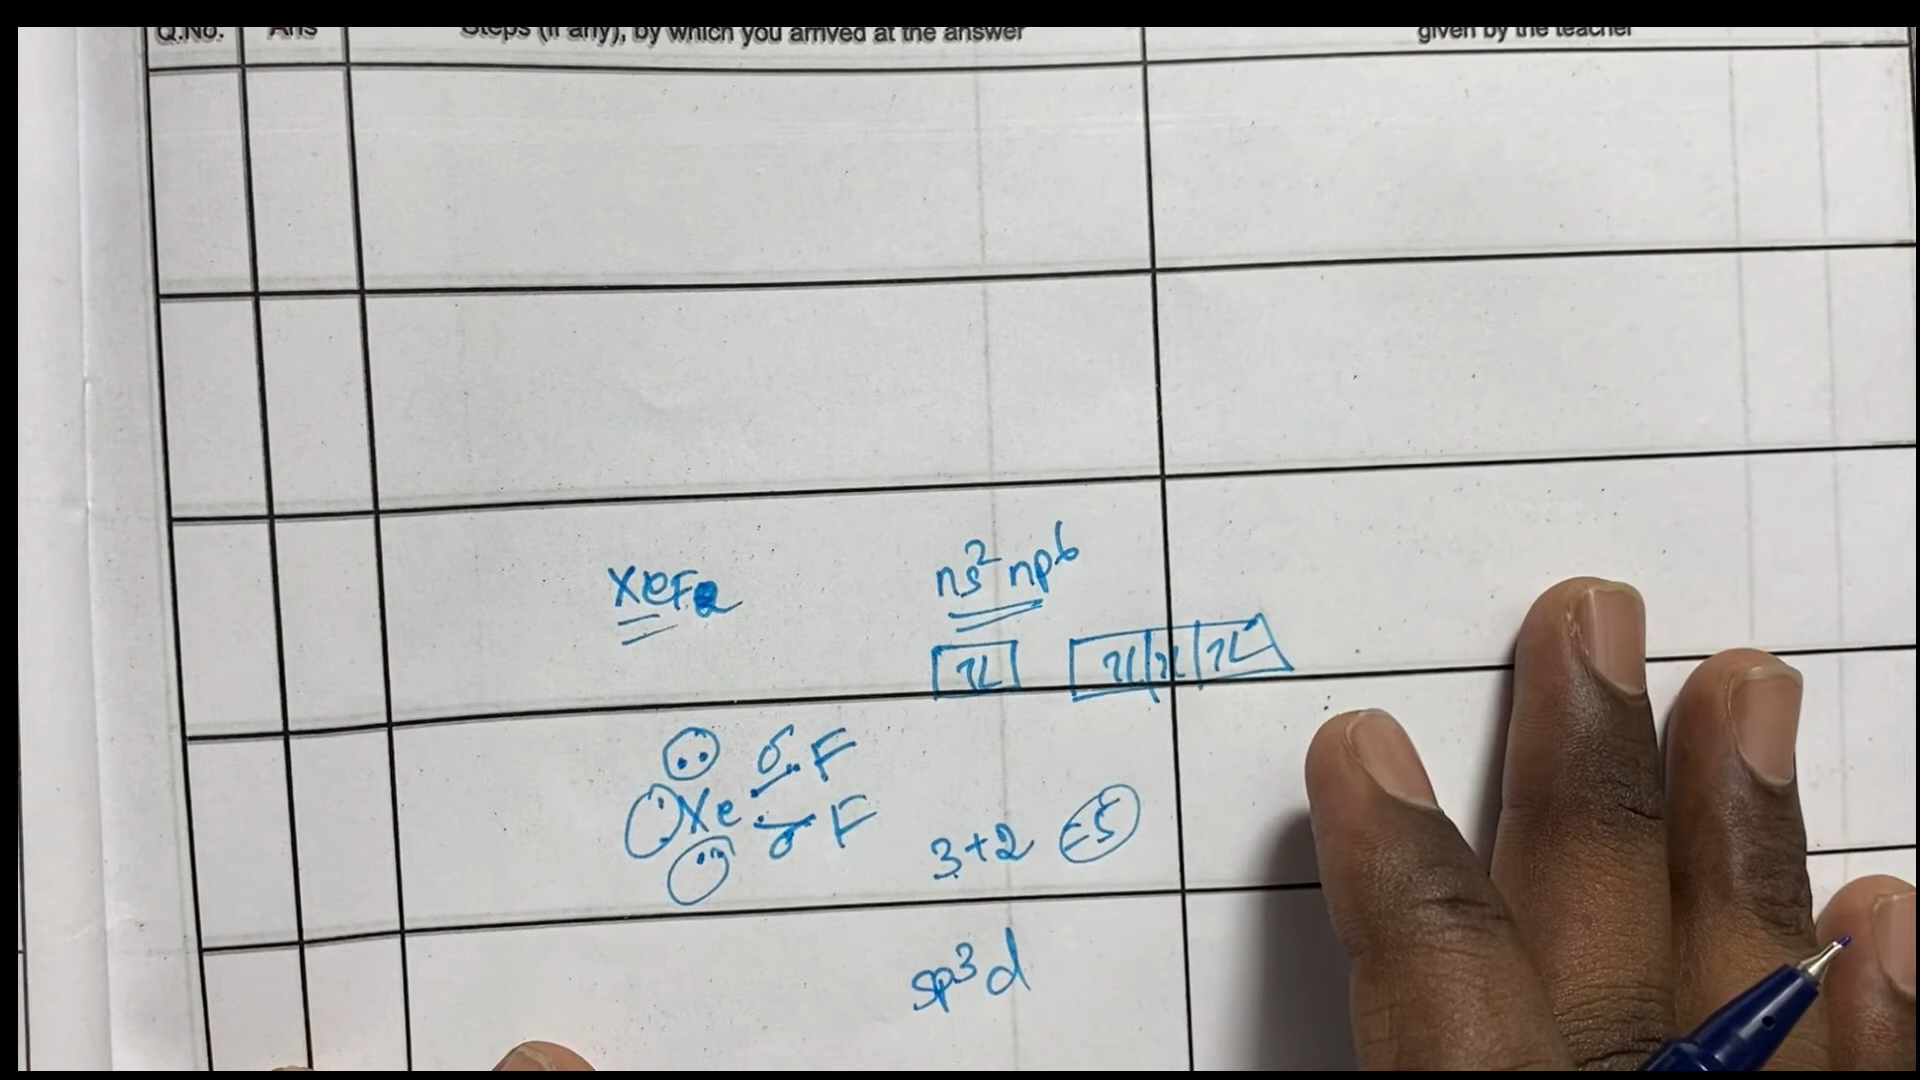 Q.No. Ans Steps (if any), by which you arrived at the answer given by the teacher
XeF2 ns² np6
σ F
Xe σ F
3+2 =5
sp³d